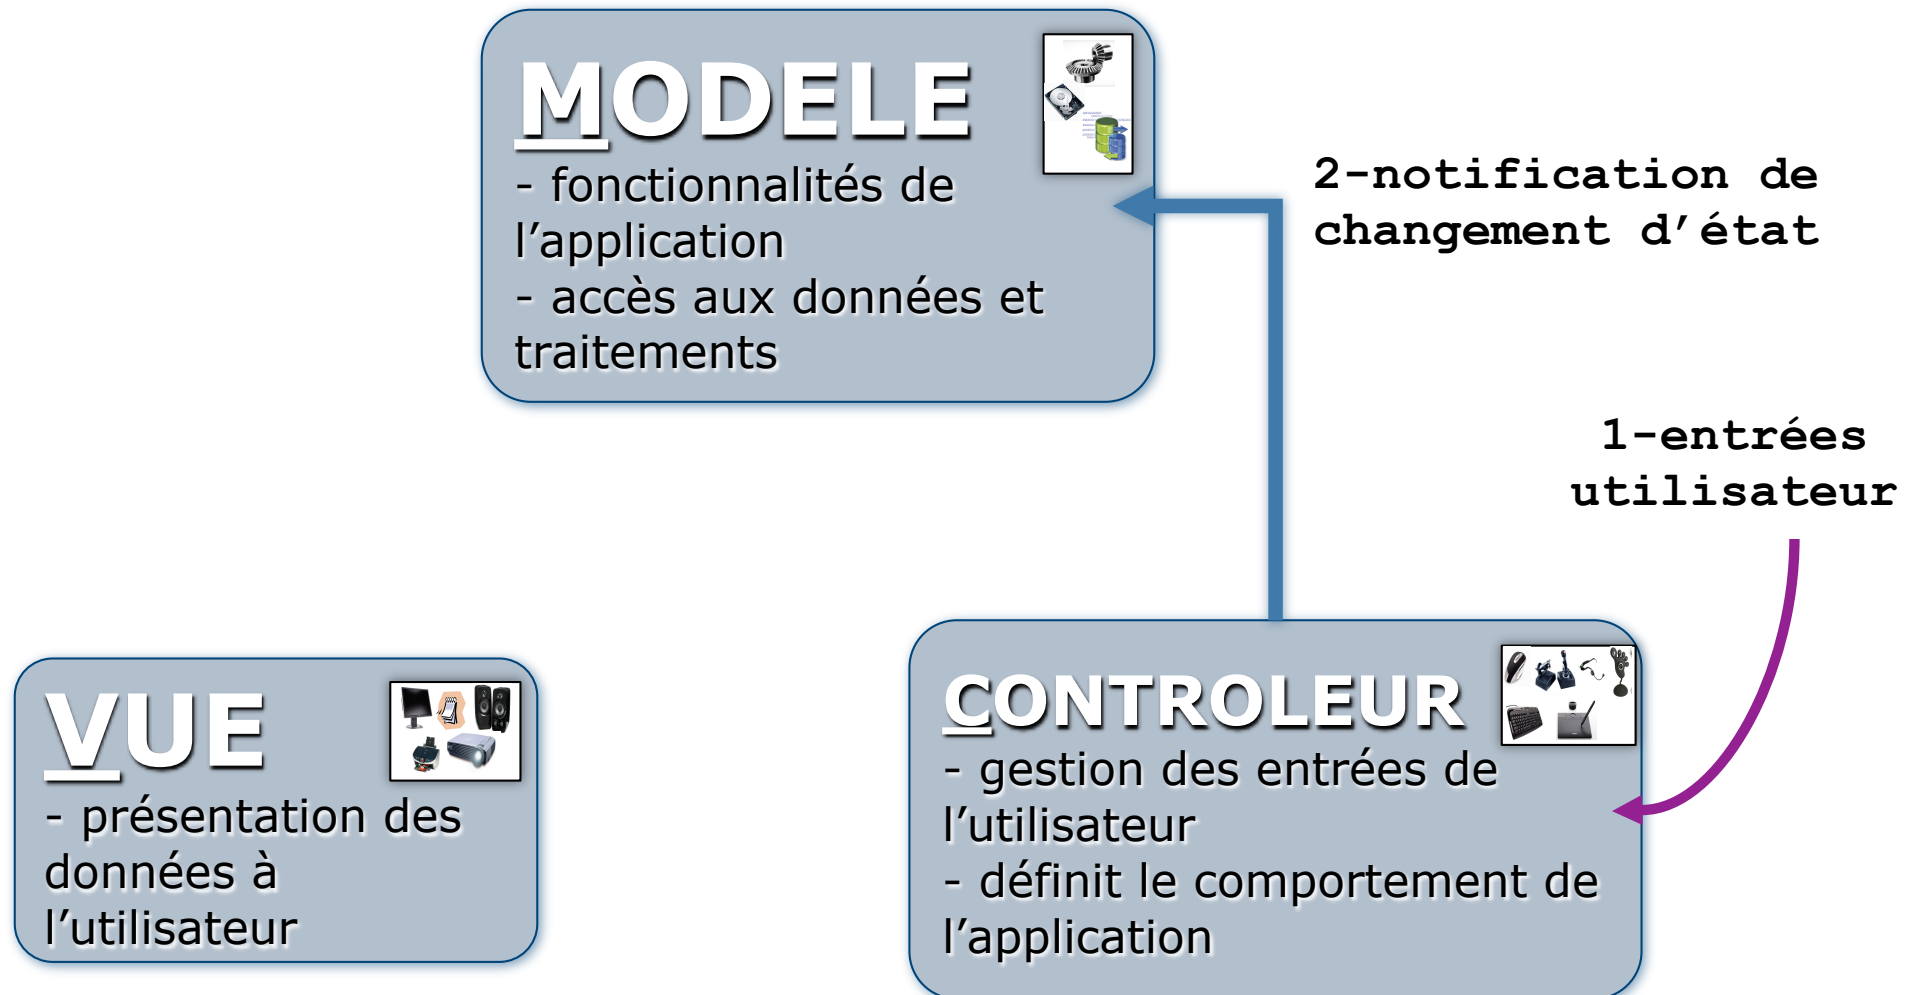 MODELE
- fonctionnalités de
l’application
- accès aux données et
traitements
2-notification de
changement d’état
1-entrées
utilisateur
VUE
- présentation des
données à
l’utilisateur
CONTROLEUR
- gestion des entrées de
l’utilisateur
- définit le comportement de
l’application